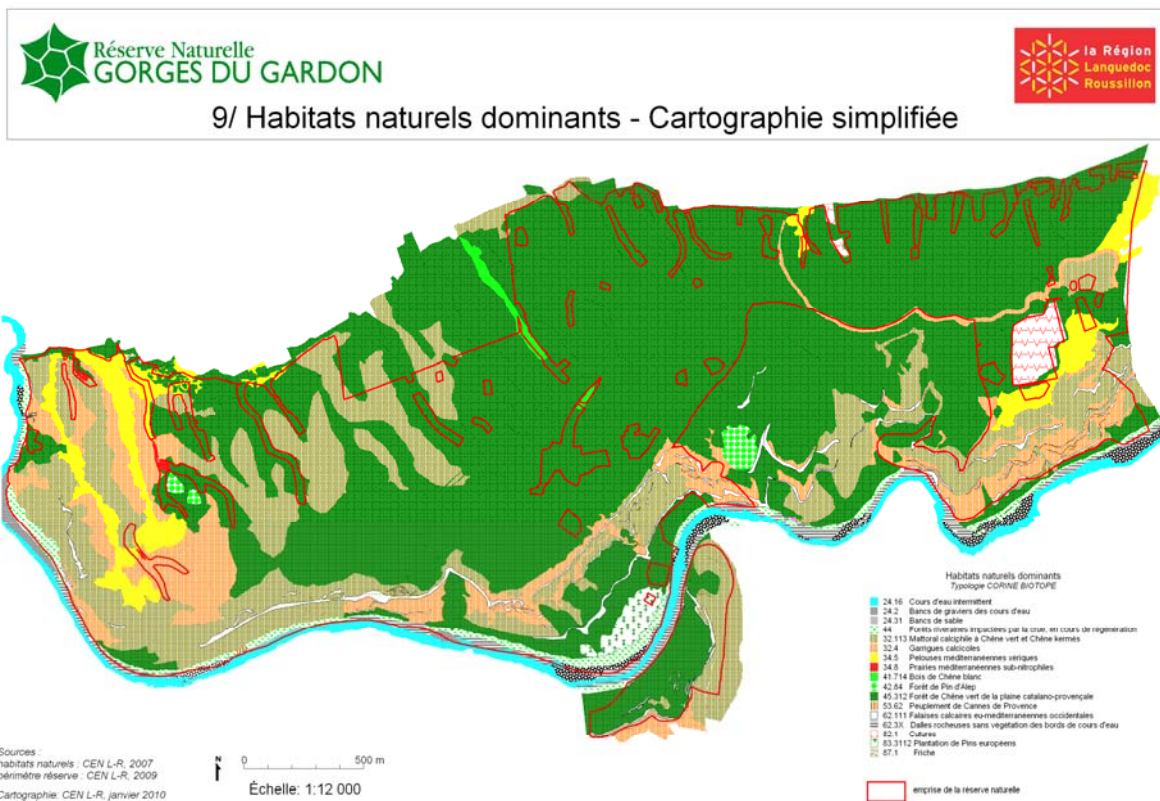 Réserve Naturelle
GORGES DU GARDON
la Région
Languedoc
Roussillon
9/ Habitats naturels dominants - Cartographie simplifiée
Habitats naturels dominants
Typologie CORINE BIOTOPE
24.16 Cours d'eau intermittent
24.2 Bancs de graviers des cours d'eau
24.31 Bancs de sable
44 Forêts riveraines impactées par la crue, en cours de régénération
32.113 Mattoral calciphile à Chêne vert et Chêne kermès
32.4 Garrigues calcicoles
34.5 Pelouses méditerranéennes xériques
34.8 Prairies méditerranéennes sub-nitrophiles
41.714 Bois de Chêne blanc
42.84 Forêt de Pin d'Alep
45.312 Forêt de Chêne vert de la plaine catalano-provençale
53.62 Peuplement de Cannes de Provence
62.111 Falaises calcaires eu-méditerranéennes occidentales
62.3X Dalles rocheuses sans végétation des bords de cours d'eau
82.1 Cultures
83.3112 Plantation de Pins européens
87.1 Friche
emprise de la réserve naturelle
Sources :
habitats naturels : CEN L-R, 2007
périmètre réserve : CEN L-R, 2009
Cartographie: CEN L-R, janvier 2010
N
0 500 m
Échelle: 1:12 000